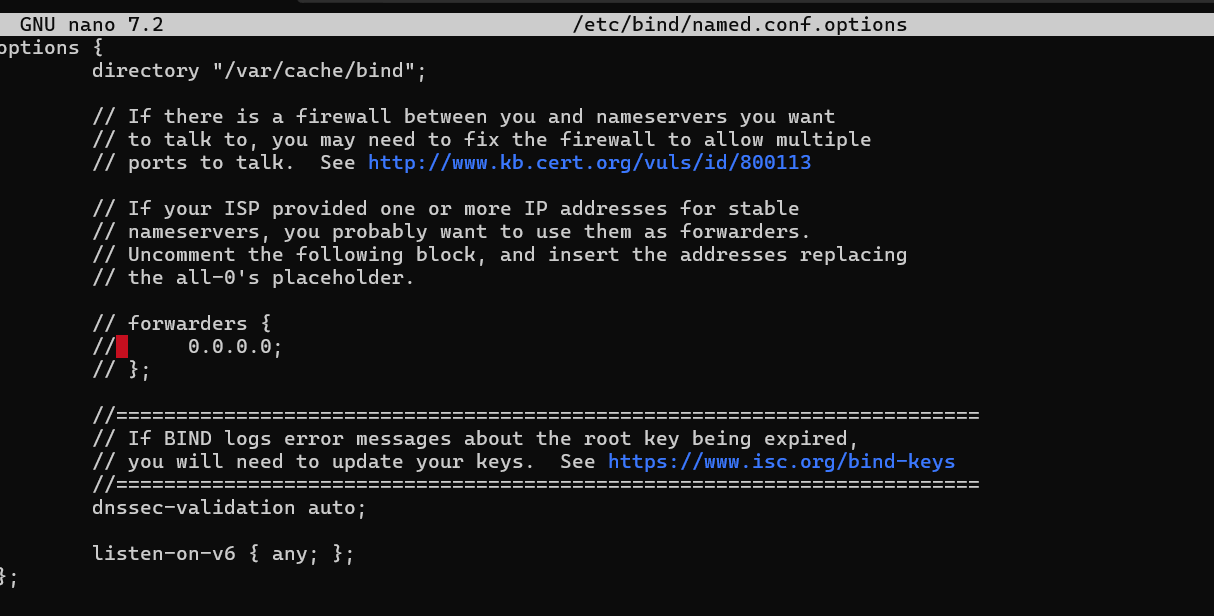 GNU nano 7.2 /etc/bind/named.conf.options
options {
directory "/var/cache/bind";
// If there is a firewall between you and nameservers you want
// to talk to, you may need to fix the firewall to allow multiple
// ports to talk.  See http://www.kb.cert.org/vuls/id/800113
// If your ISP provided one or more IP addresses for stable
// nameservers, you probably want to use them as forwarders.
// Uncomment the following block, and insert the addresses replacing
// the all-0's placeholder.
// forwarders {
//      0.0.0.0;
// };
//========================================================================
// If BIND logs error messages about the root key being expired,
// you will need to update your keys.  See https://www.isc.org/bind-keys
//========================================================================
dnssec-validation auto;
listen-on-v6 { any; };
};